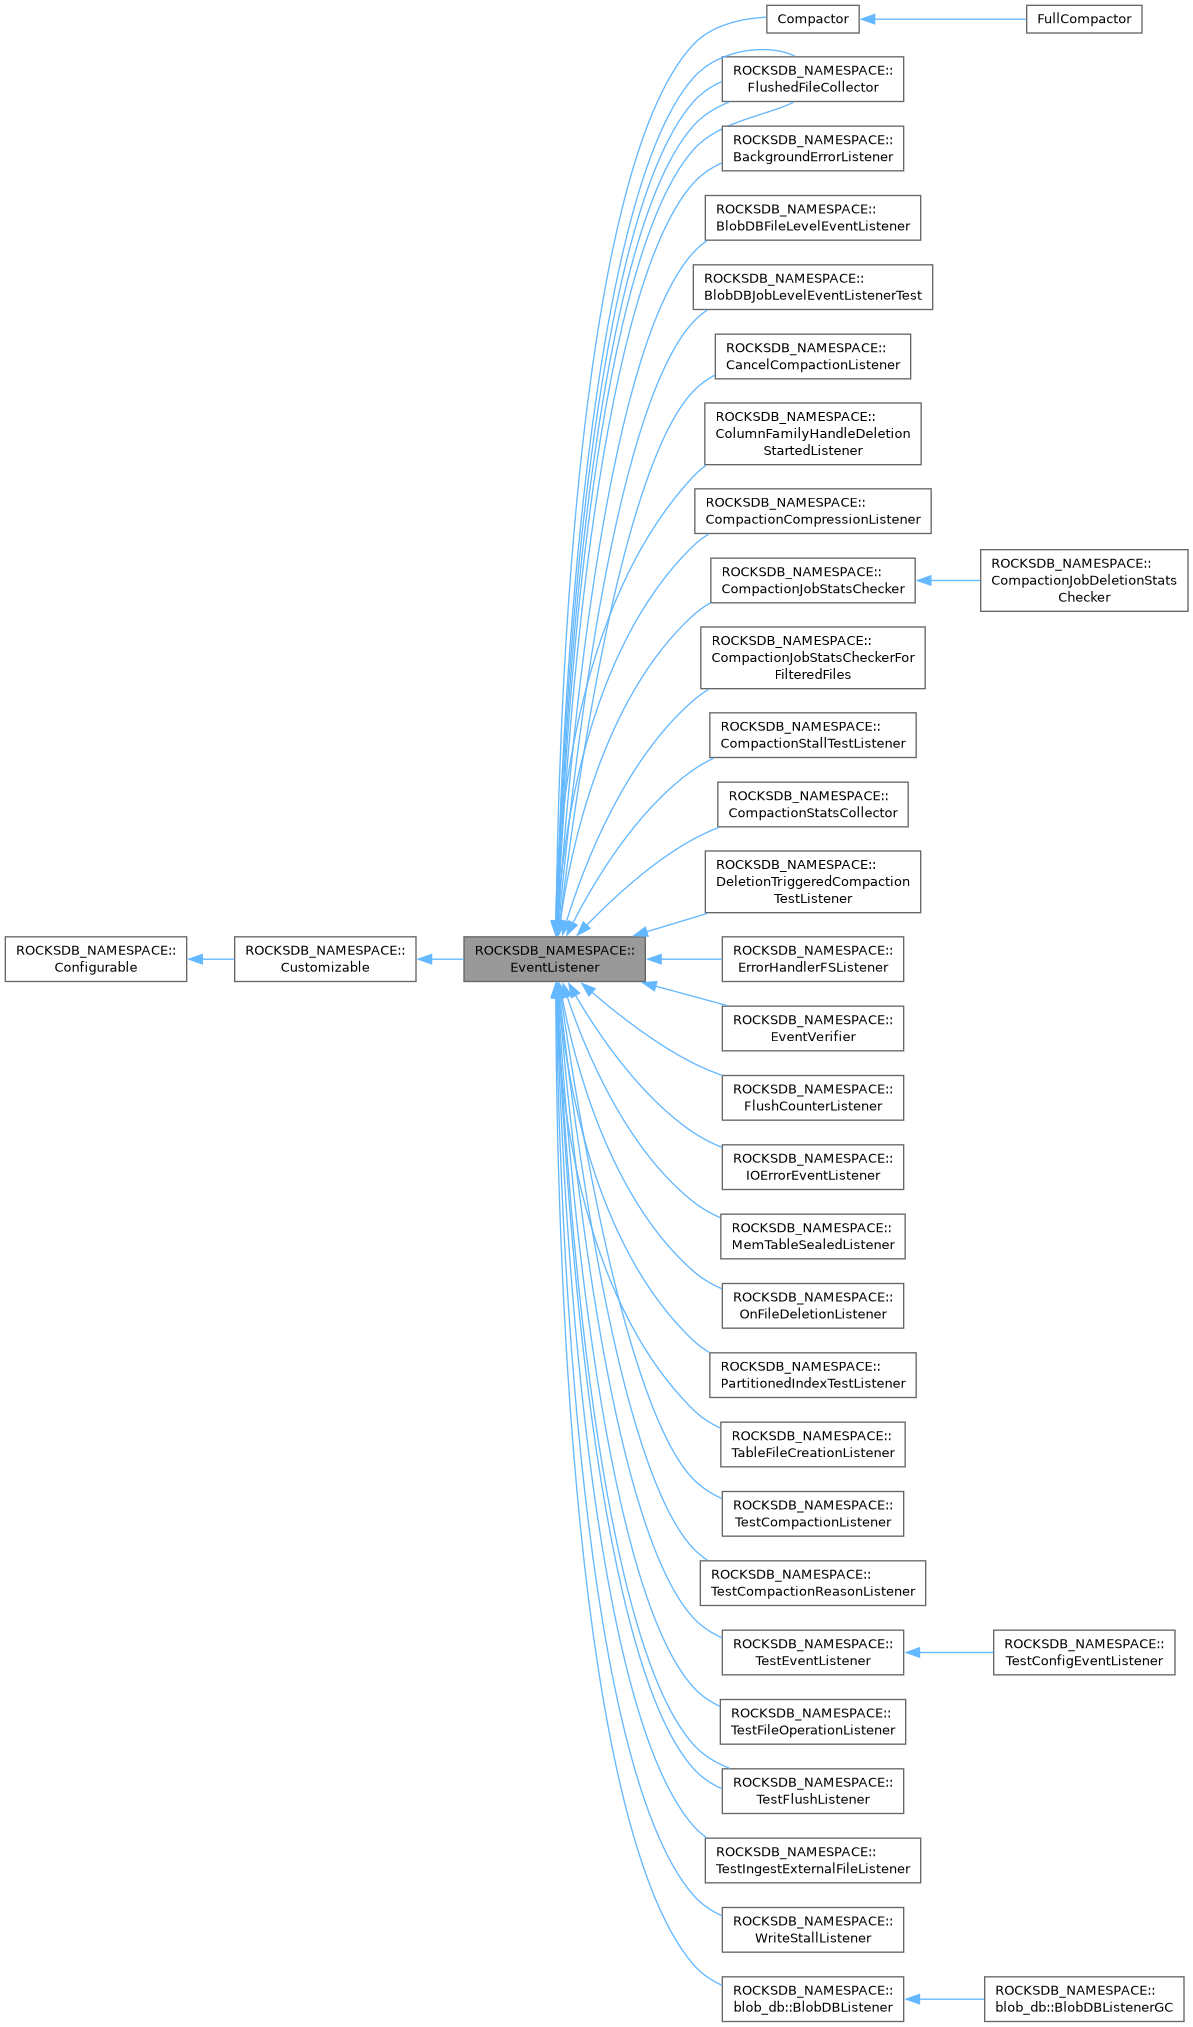 Compactor
FullCompactor
ROCKSDB_NAMESPACE::
FlushedFileCollector
ROCKSDB_NAMESPACE::
BackgroundErrorListener
ROCKSDB_NAMESPACE::
BlobDBFileLevelEventListener
ROCKSDB_NAMESPACE::
BlobDBJobLevelEventListenerTest
ROCKSDB_NAMESPACE::
CancelCompactionListener
ROCKSDB_NAMESPACE::
ColumnFamilyHandleDeletion
StartedListener
ROCKSDB_NAMESPACE::
CompactionCompressionListener
ROCKSDB_NAMESPACE::
CompactionJobStatsChecker
ROCKSDB_NAMESPACE::
CompactionJobDeletionStats
Checker
ROCKSDB_NAMESPACE::
CompactionJobStatsCheckerFor
FilteredFiles
ROCKSDB_NAMESPACE::
CompactionStallTestListener
ROCKSDB_NAMESPACE::
CompactionStatsCollector
ROCKSDB_NAMESPACE::
DeletionTriggeredCompaction
TestListener
ROCKSDB_NAMESPACE::
Configurable
ROCKSDB_NAMESPACE::
Customizable
ROCKSDB_NAMESPACE::
EventListener
ROCKSDB_NAMESPACE::
ErrorHandlerFSListener
ROCKSDB_NAMESPACE::
EventVerifier
ROCKSDB_NAMESPACE::
FlushCounterListener
ROCKSDB_NAMESPACE::
IOErrorEventListener
ROCKSDB_NAMESPACE::
MemTableSealedListener
ROCKSDB_NAMESPACE::
OnFileDeletionListener
ROCKSDB_NAMESPACE::
PartitionedIndexTestListener
ROCKSDB_NAMESPACE::
TableFileCreationListener
ROCKSDB_NAMESPACE::
TestCompactionListener
ROCKSDB_NAMESPACE::
TestCompactionReasonListener
ROCKSDB_NAMESPACE::
TestEventListener
ROCKSDB_NAMESPACE::
TestConfigEventListener
ROCKSDB_NAMESPACE::
TestFileOperationListener
ROCKSDB_NAMESPACE::
TestFlushListener
ROCKSDB_NAMESPACE::
TestIngestExternalFileListener
ROCKSDB_NAMESPACE::
WriteStallListener
ROCKSDB_NAMESPACE::
blob_db::BlobDBListener
ROCKSDB_NAMESPACE::
blob_db::BlobDBListenerGC